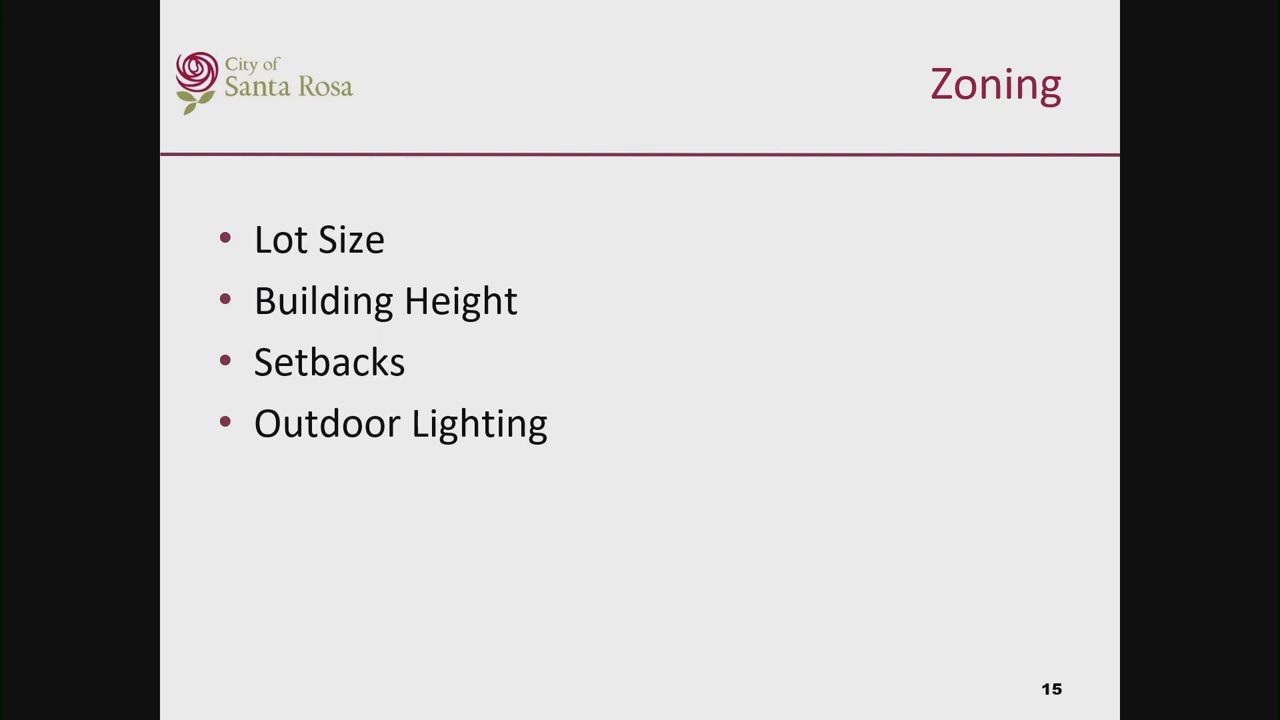 City of
Santa Rosa
Zoning
• Lot Size
• Building Height
• Setbacks
• Outdoor Lighting
15